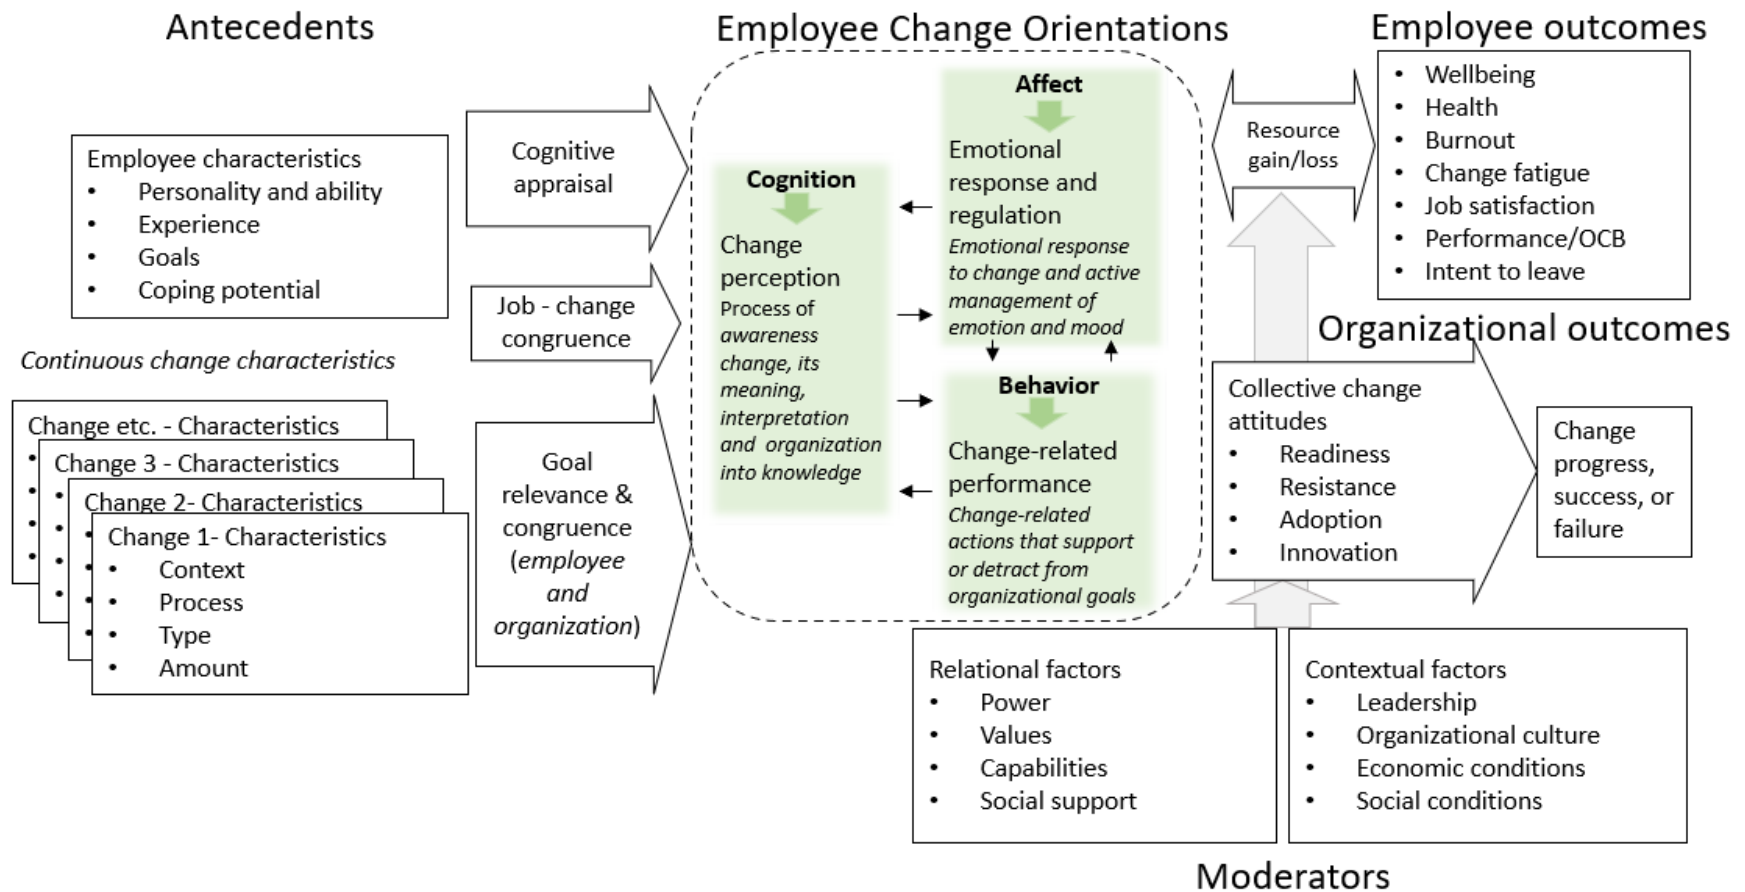 Antecedents
Employee characteristics
• Personality and ability
• Experience
• Goals
• Coping potential
Continuous change characteristics
Change etc. - Characteristics
Change 3 - Characteristics
Change 2- Characteristics
Change 1- Characteristics
• Context
• Process
• Type
• Amount
Cognitive
appraisal
Job - change
congruence
Goal
relevance &
congruence
(employee
and
organization)
Employee Change Orientations
Cognition
Change
perception
Process of
awareness
change, its
meaning,
interpretation
and organization
into knowledge
Affect
Emotional
response and
regulation
Emotional response
to change and active
management of
emotion and mood
Behavior
Change-related
performance
Change-related
actions that support
or detract from
organizational goals
Resource
gain/loss
Employee outcomes
• Wellbeing
• Health
• Burnout
• Change fatigue
• Job satisfaction
• Performance/OCB
• Intent to leave
Organizational outcomes
Collective change
attitudes
• Readiness
• Resistance
• Adoption
• Innovation
Change
progress,
success, or
failure
Relational factors
• Power
• Values
• Capabilities
• Social support
Contextual factors
• Leadership
• Organizational culture
• Economic conditions
• Social conditions
Moderators